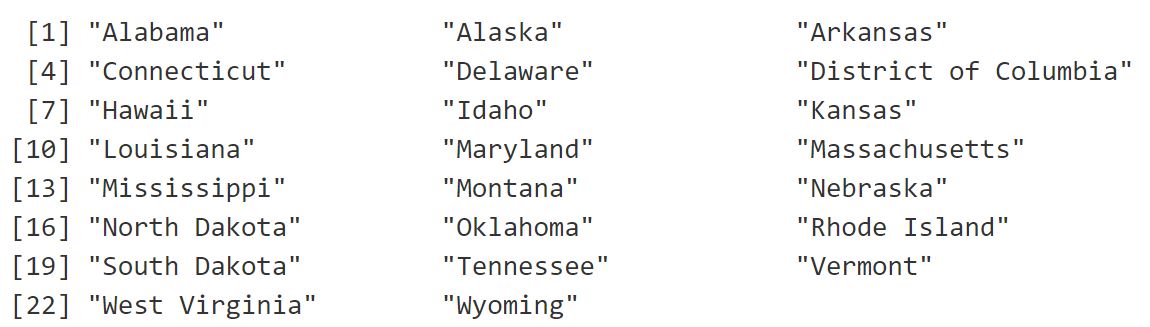 [1] "Alabama" "Alaska" "Arkansas"
[4] "Connecticut" "Delaware" "District of Columbia"
[7] "Hawaii" "Idaho" "Kansas"
[10] "Louisiana" "Maryland" "Massachusetts"
[13] "Mississippi" "Montana" "Nebraska"
[16] "North Dakota" "Oklahoma" "Rhode Island"
[19] "South Dakota" "Tennessee" "Vermont"
[22] "West Virginia" "Wyoming"